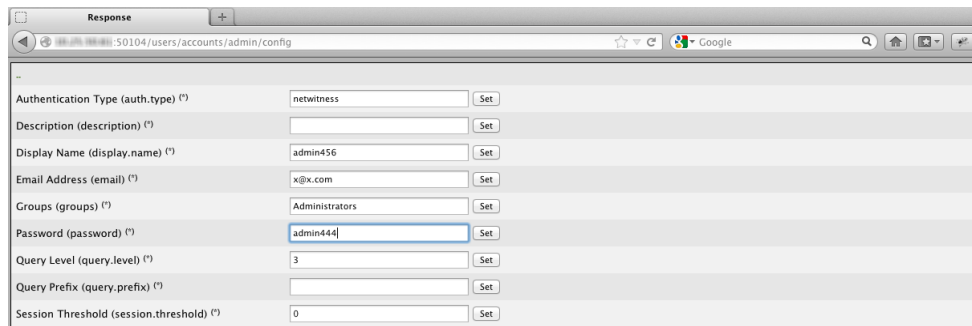 Response
:50104/users/accounts/admin/config
Google
..
Authentication Type (auth.type) (*) netwitness Set
Description (description) (*) Set
Display Name (display.name) (*) admin456 Set
Email Address (email) (*) x@x.com Set
Groups (groups) (*) Administrators Set
Password (password) (*) admin444 Set
Query Level (query.level) (*) 3 Set
Query Prefix (query.prefix) (*) Set
Session Threshold (session.threshold) (*) 0 Set